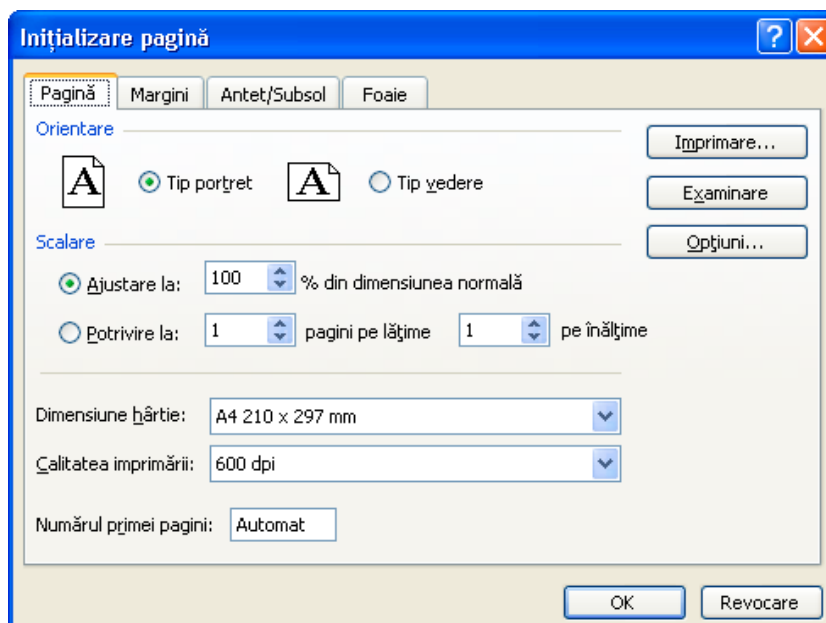 Inițializare pagină
Pagină Margini Antet/Subsol Foaie
Orientare
Imprimare...
A Tip portret A Tip vedere
Examinare
Scalare
Opțiuni...
Ajustare la: 100 % din dimensiunea normală
Potrivire la: 1 pagini pe lățime 1 pe înălțime
Dimensiune hârtie: A4 210 x 297 mm
Calitatea imprimării: 600 dpi
Numărul primei pagini: Automat
OK Revocare